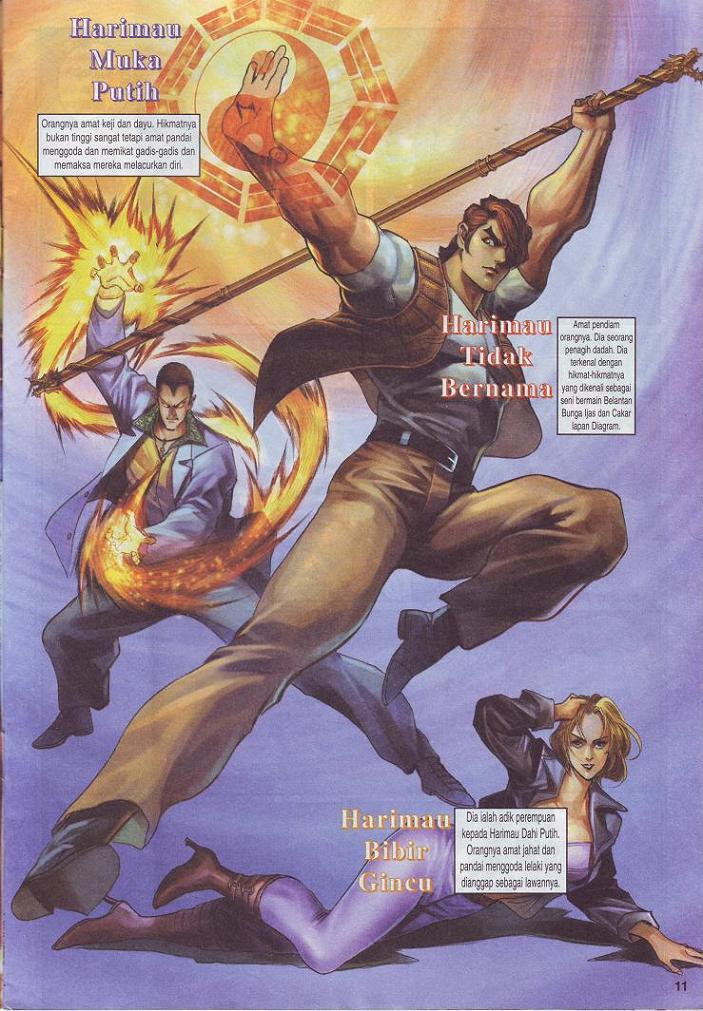 Harimau
Muka
Putih
Orangnya amat keji dan dayu. Hikmatnya
bukan tinggi sangat tetapi amat pandai
menggoda dan memikat gadis-gadis dan
memaksa mereka melacurkan diri.
Harimau
Tidak
Bernama
Amat pendiam
orangnya. Dia seorang
penagih dadah. Dia
terkenal dengan
hikmat-hikmatnya
yang dikenali sebagai
seni bermain Belantan
Bunga Ijas dan Cakar
lapan Diagram.
Harimau
Bibir
Gincu
Dia ialah adik perempuan
kepada Harimau Dahi Putih.
Orangnya amat jahat dan
pandai menggoda lelaki yang
dianggap sebagai lawannya.
11